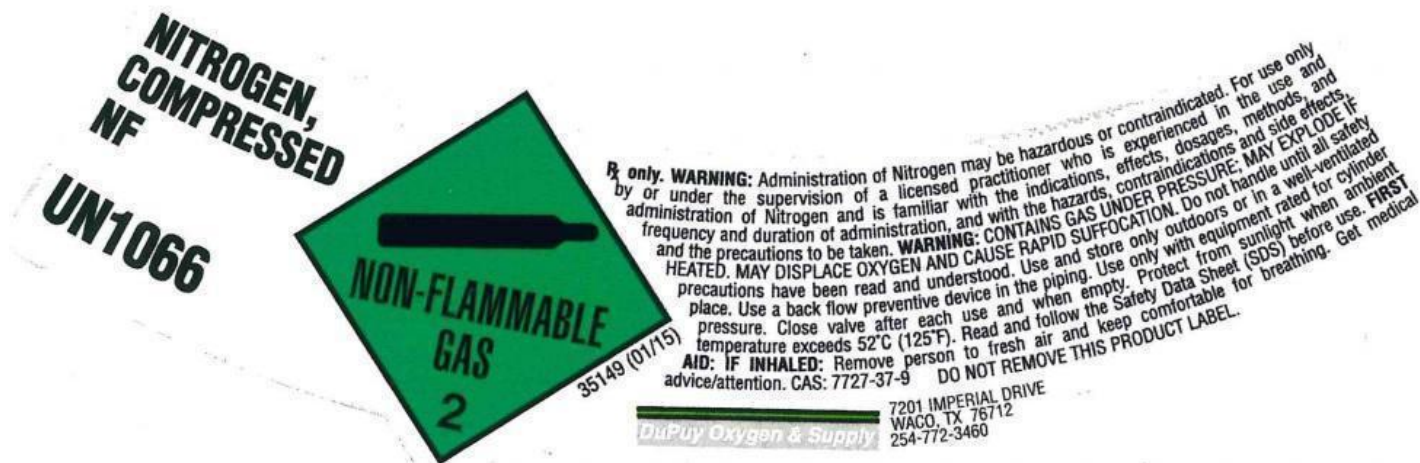 NITROGEN,
COMPRESSED
NF
UN1066
NON-FLAMMABLE
GAS
2
35149 (01/15)
℞ only. WARNING: Administration of Nitrogen may be hazardous or contraindicated. For use only
by or under the supervision of a licensed practitioner who is experienced in the use and
administration of Nitrogen and is familiar with the indications, effects, dosages, methods, and
frequency and duration of administration, and with the hazards, contraindications and side effects,
and the precautions to be taken. WARNING: CONTAINS GAS UNDER PRESSURE; MAY EXPLODE IF
HEATED. MAY DISPLACE OXYGEN AND CAUSE RAPID SUFFOCATION. Do not handle until all safety
precautions have been read and understood. Use and store only outdoors or in a well-ventilated
place. Use a back flow preventive device in the piping. Use only with equipment rated for cylinder
pressure. Close valve after each use and when empty. Protect from sunlight when ambient
temperature exceeds 52°C (125°F). Read and follow the Safety Data Sheet (SDS) before use. FIRST
AID: IF INHALED: Remove person to fresh air and keep comfortable for breathing. Get medical
advice/attention. CAS: 7727-37-9 DO NOT REMOVE THIS PRODUCT LABEL.
DuPuy Oxygen & Supply
7201 IMPERIAL DRIVE
WACO, TX 76712
254-772-3460